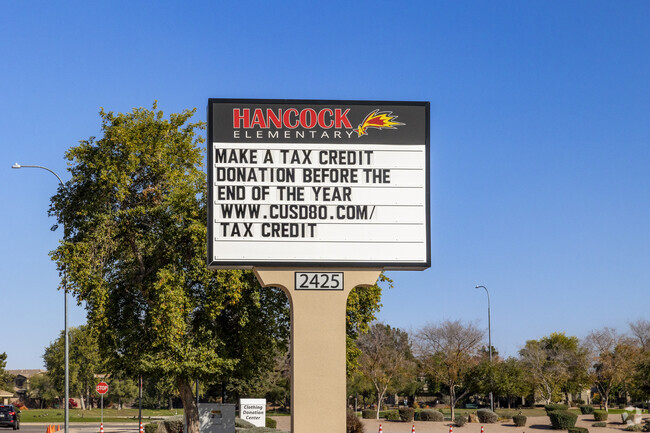 HANCOCK
ELEMENTARY
MAKE A TAX CREDIT
DONATION BEFORE THE
END OF THE YEAR
WWW.CUSD80.COM/
TAX CREDIT
2425
STOP
Clothing
Donation
Center